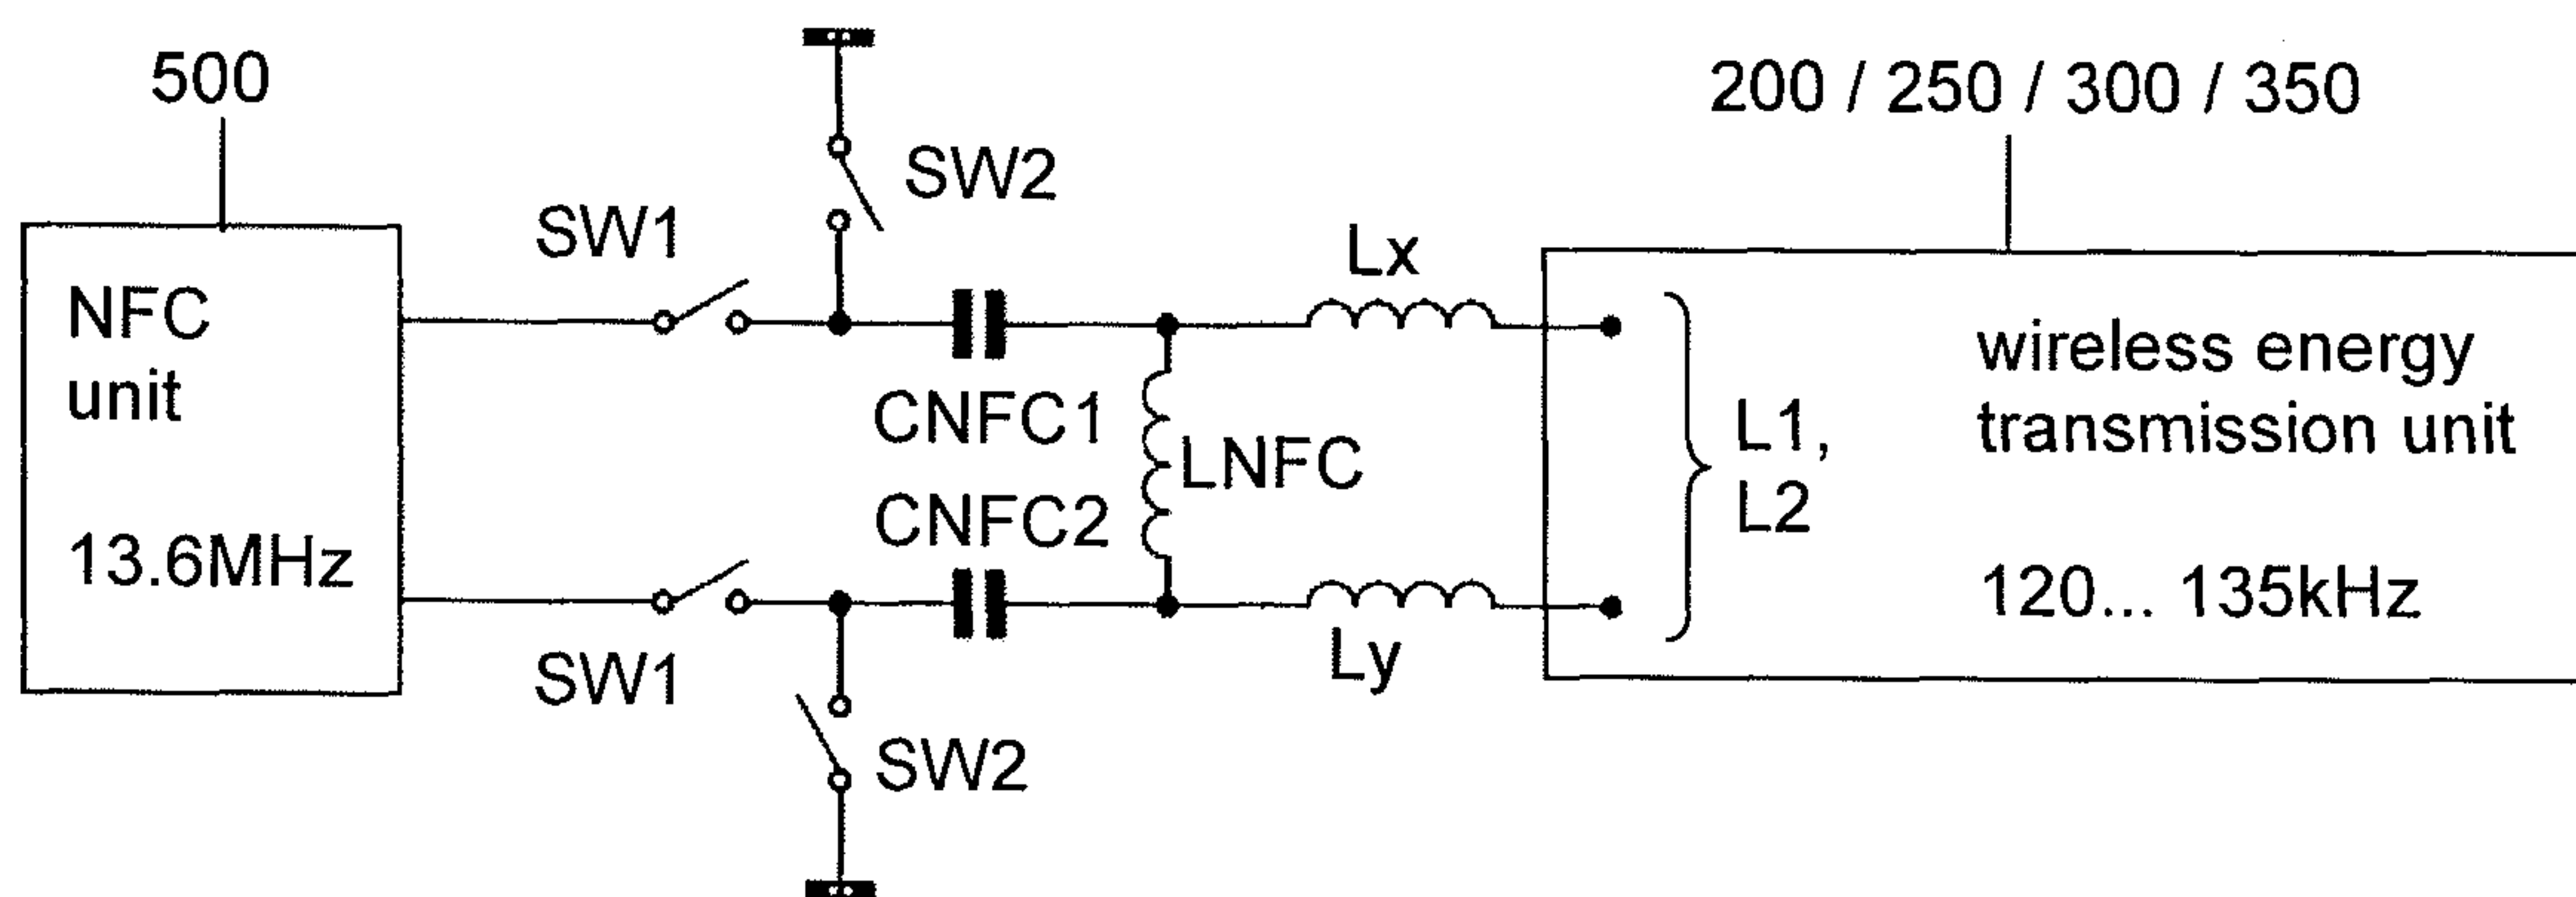 500
200 / 250 / 300 / 350
SW2
SW1
Lx
NFC
unit
wireless energy
transmission unit
CNFC1
L1,
LNFC
L2
CNFC2
13.6MHz
120... 135kHz
SW1
Ly
SW2